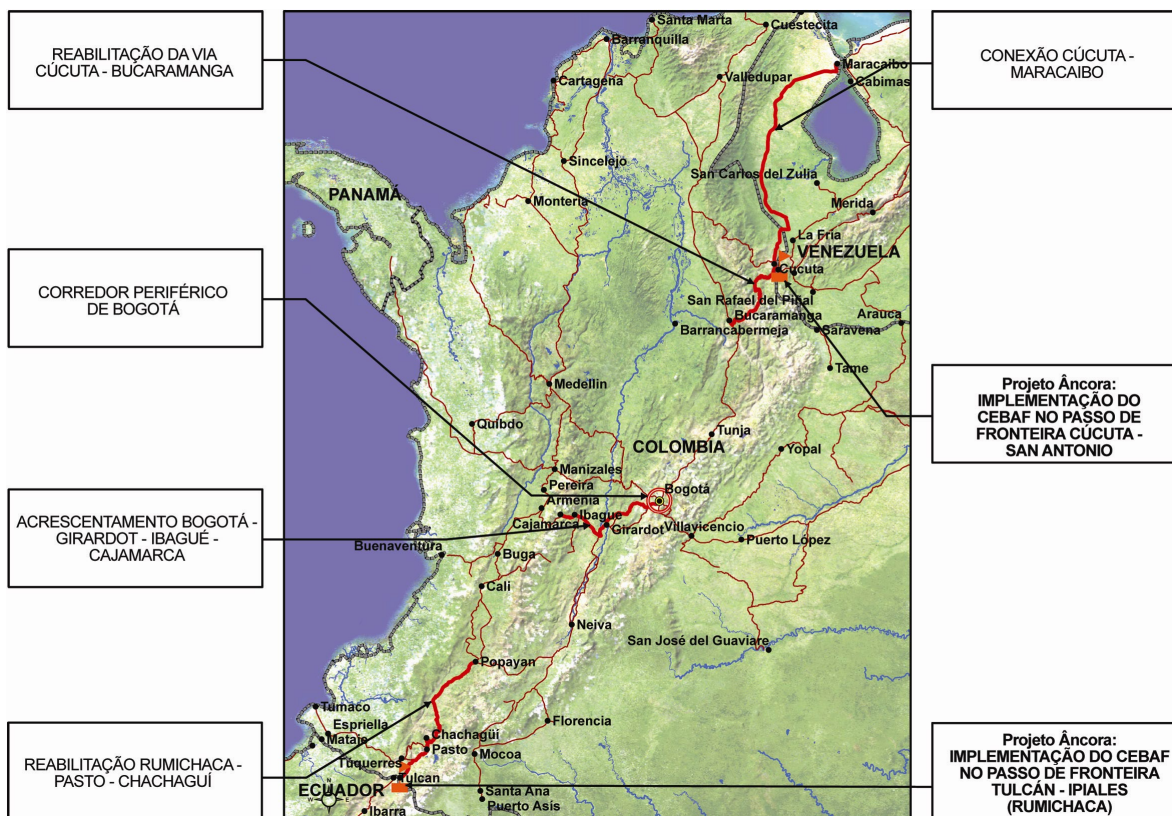 REABILITAÇÃO DA VIA
CÚCUTA - BUCARAMANGA
CORREDOR PERIFÉRICO
DE BOGOTÁ
ACRESCENTAMENTO BOGOTÁ -
GIRARDOT - IBAGUÉ -
CAJAMARCA
REABILITAÇÃO RUMICHACA -
PASTO - CHACHAGUÍ
Santa Marta
Cuestecita
Barranquilla
Maracaibo
Valledupar
Cabimas
Cartagena
Sincelejo
San Carlos del Zulia
PANAMÁ
Montería
Merida
La Fría
VENEZUELA
Cúcuta
San Rafael del Piñal
Bucaramanga
Arauca
Barrancabermeja
Saravena
Tame
Medellin
Quibdo
Tunja
COLOMBIA
Yopal
Manizales
Pereira
Bogotá
Armenia
Ibague
Cajamarca
Girardot
Villavicencio
Puerto López
Buenaventura
Buga
Cali
Neiva
San José del Guaviare
Popayan
Tumaco
Florencia
Espriella
Chachagüi
Mataje
Pasto
Mocoa
Túquerres
Tulcan
ECUADOR
N
W
E
Santa Ana
Puerto Asís
Ibarra
CONEXÃO CÚCUTA -
MARACAIBO
Projeto Âncora:
IMPLEMENTAÇÃO DO
CEBAF NO PASSO DE
FRONTEIRA CÚCUTA -
SAN ANTONIO
Projeto Âncora:
IMPLEMENTAÇÃO DO CEBAF
NO PASSO DE FRONTEIRA
TULCÁN - IPIALES
(RUMICHACA)